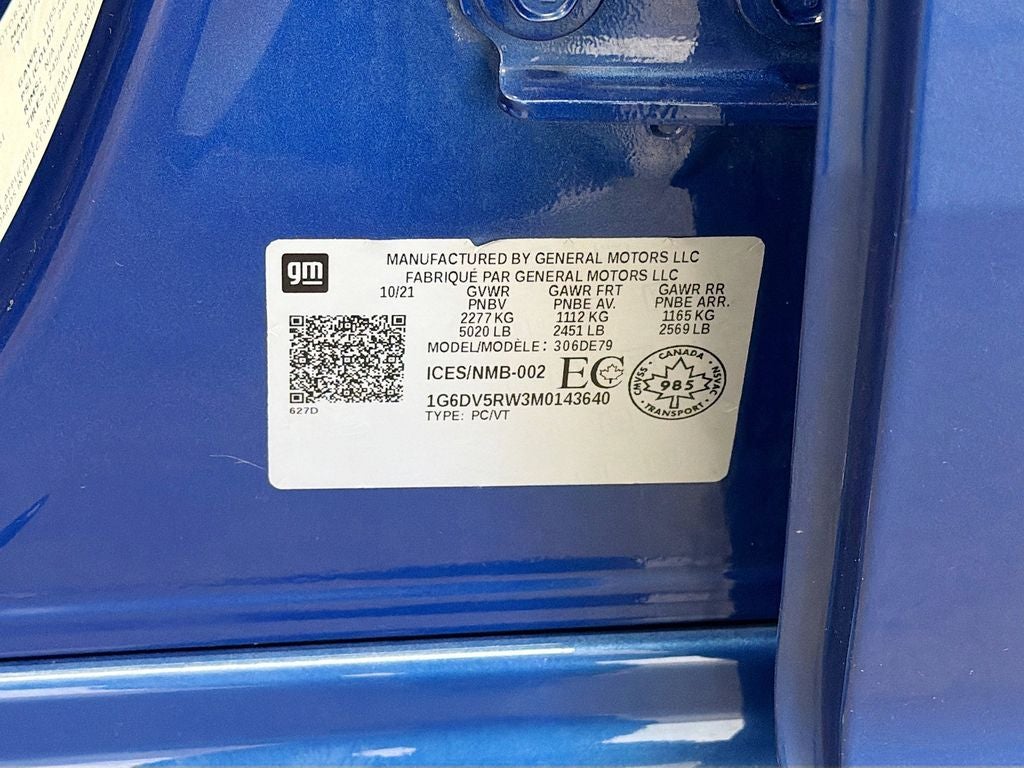 gm
MANUFACTURED BY GENERAL MOTORS LLC
FABRIQUÉ PAR GENERAL MOTORS LLC
10/21 GVWR GAWR FRT GAWR RR
PNBV PNBE AV. PNBE ARR.
2277 KG 1112 KG 1165 KG
5020 LB 2451 LB 2569 LB
MODEL/MODÈLE: 306DE79
ICES/NMB-002 EC
1G6DV5RW3M0143640
TYPE: PC/VT
627D
CANADA
CMVSS NSVAC
985
TRANSPORT